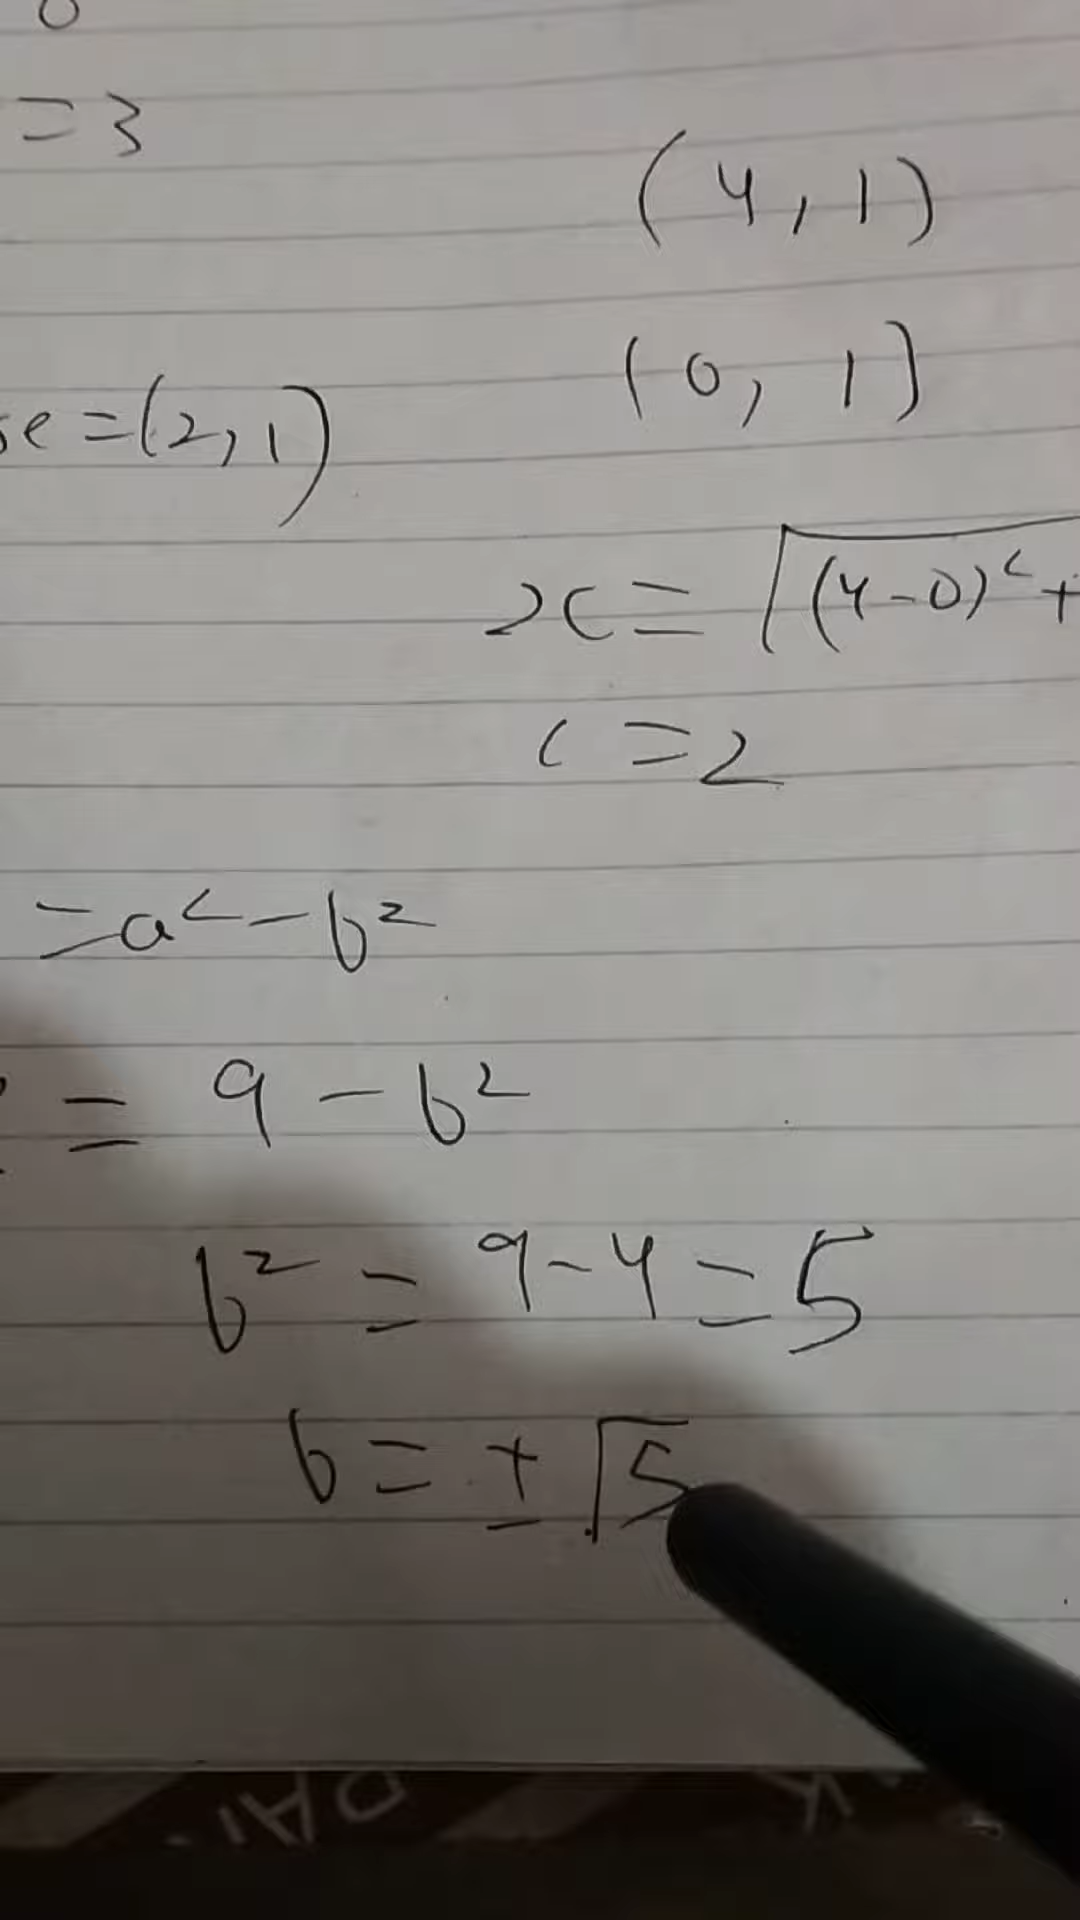 = 3
(4, 1)
(0, 1)
se = (2, 1)
2c = √(4-0)² +
c = 2
= a² - b²
= 9 - b²
b² = 9 - 4 = 5
b = ± √5